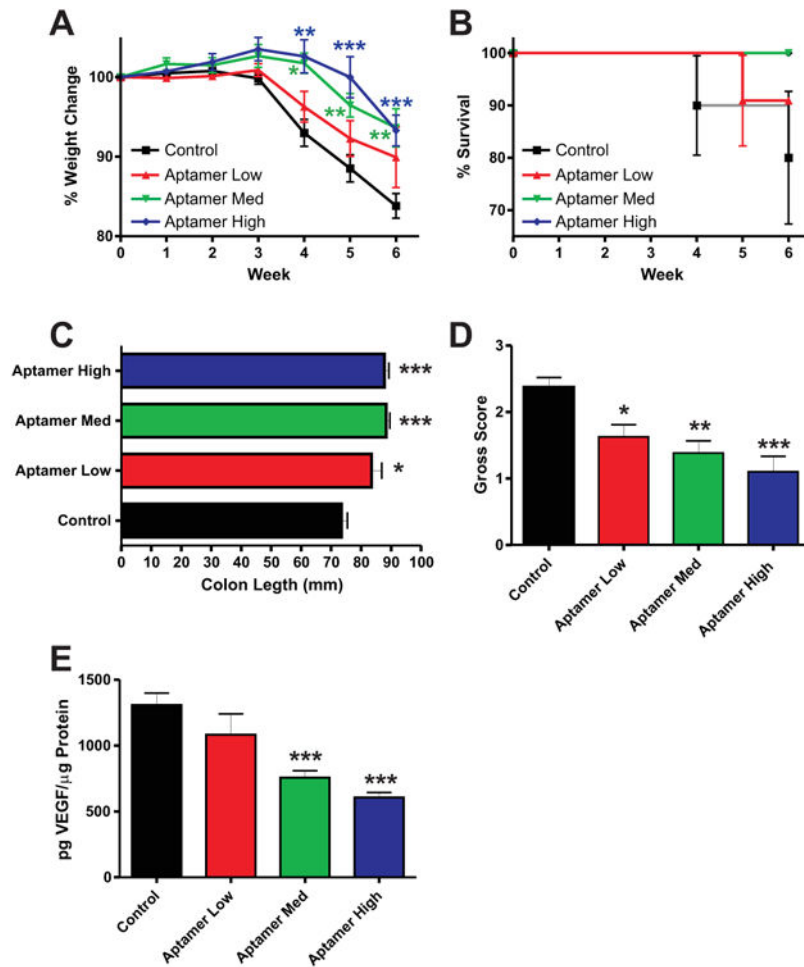 A
% Weight Change
100
90
80
** *** ***
* ** **
Control
Aptamer Low
Aptamer Med
Aptamer High
0 1 2 3 4 5 6
Week
B
% Survival
100
90
80
70
Control
Aptamer Low
Aptamer Med
Aptamer High
0 1 2 3 4 5 6
Week
C
Aptamer High ***
Aptamer Med ***
Aptamer Low *
Control
0 10 20 30 40 50 60 70 80 90 100
Colon Legth (mm)
D
Gross Score
3
2
1
0
* ** ***
Control
Aptamer Low
Aptamer Med
Aptamer High
E
pg VEGF/µg Protein
1500
1000
500
0
*** ***
Control
Aptamer Low
Aptamer Med
Aptamer High